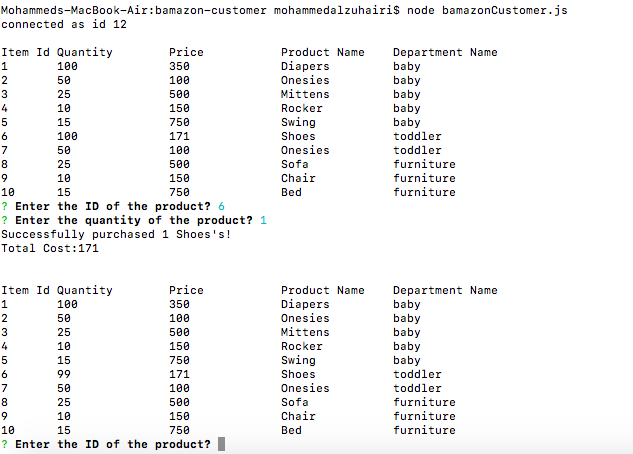 Mohammeds-MacBook-Air:bamazon-customer mohammedalzuhairi$ node bamazonCustomer.js
connected as id 12
Item Id Quantity Price Product Name Department Name
1 100 350 Diapers baby
2 50 100 Onesies baby
3 25 500 Mittens baby
4 10 150 Rocker baby
5 15 750 Swing baby
6 100 171 Shoes toddler
7 50 100 Onesies toddler
8 25 500 Sofa furniture
9 10 150 Chair furniture
10 15 750 Bed furniture
? Enter the ID of the product? 6
? Enter the quantity of the product? 1
Successfully purchased 1 Shoes's!
Total Cost:171
Item Id Quantity Price Product Name Department Name
1 100 350 Diapers baby
2 50 100 Onesies baby
3 25 500 Mittens baby
4 10 150 Rocker baby
5 15 750 Swing baby
6 99 171 Shoes toddler
7 50 100 Onesies toddler
8 25 500 Sofa furniture
9 10 150 Chair furniture
10 15 750 Bed furniture
? Enter the ID of the product?